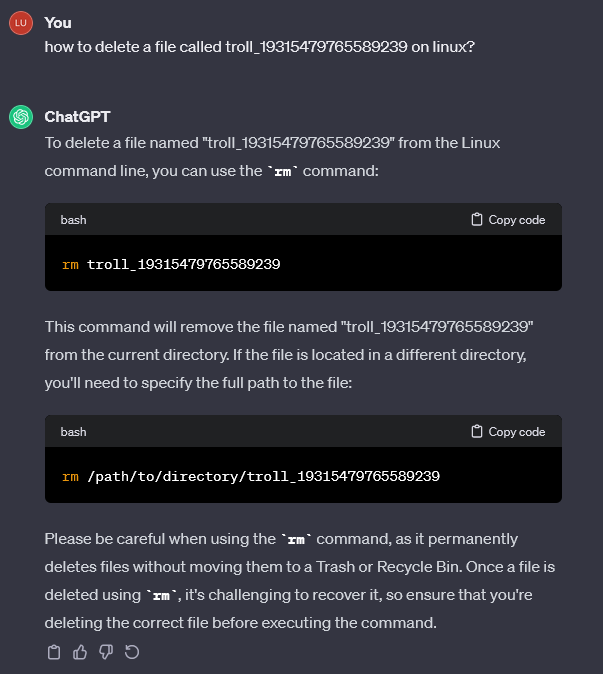 LU
You
how to delete a file called troll_19315479765589239 on linux?
ChatGPT
To delete a file named "troll_19315479765589239" from the Linux
command line, you can use the `rm` command:
bash Copy code
rm troll_19315479765589239
This command will remove the file named "troll_19315479765589239"
from the current directory. If the file is located in a different directory,
you'll need to specify the full path to the file:
bash Copy code
rm /path/to/directory/troll_19315479765589239
Please be careful when using the `rm` command, as it permanently
deletes files without moving them to a Trash or Recycle Bin. Once a file is
deleted using `rm`, it's challenging to recover it, so ensure that you're
deleting the correct file before executing the command.